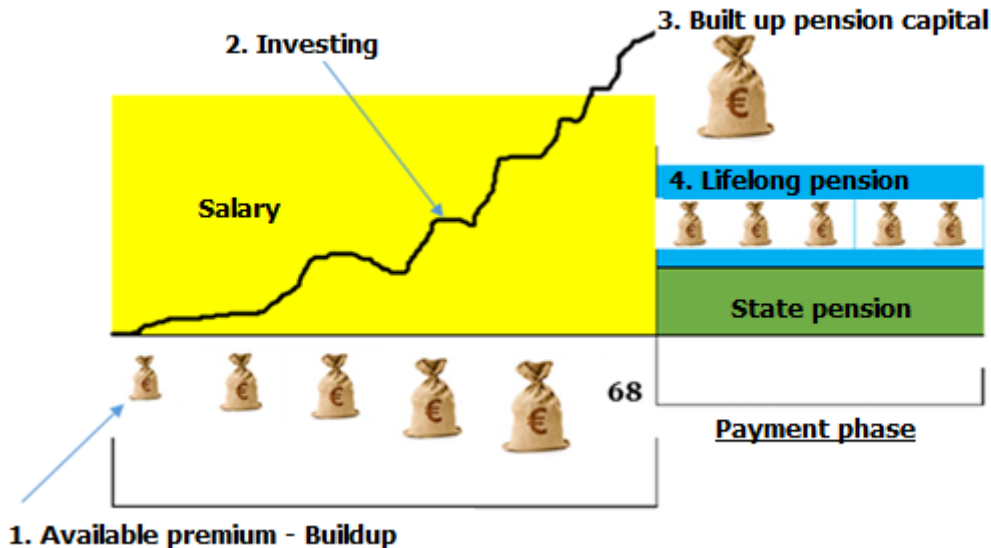 3. Built up pension capital
2. Investing
€
4. Lifelong pension
Salary
State pension
€
€
€
€
€
68
Payment phase
1. Available premium - Buildup